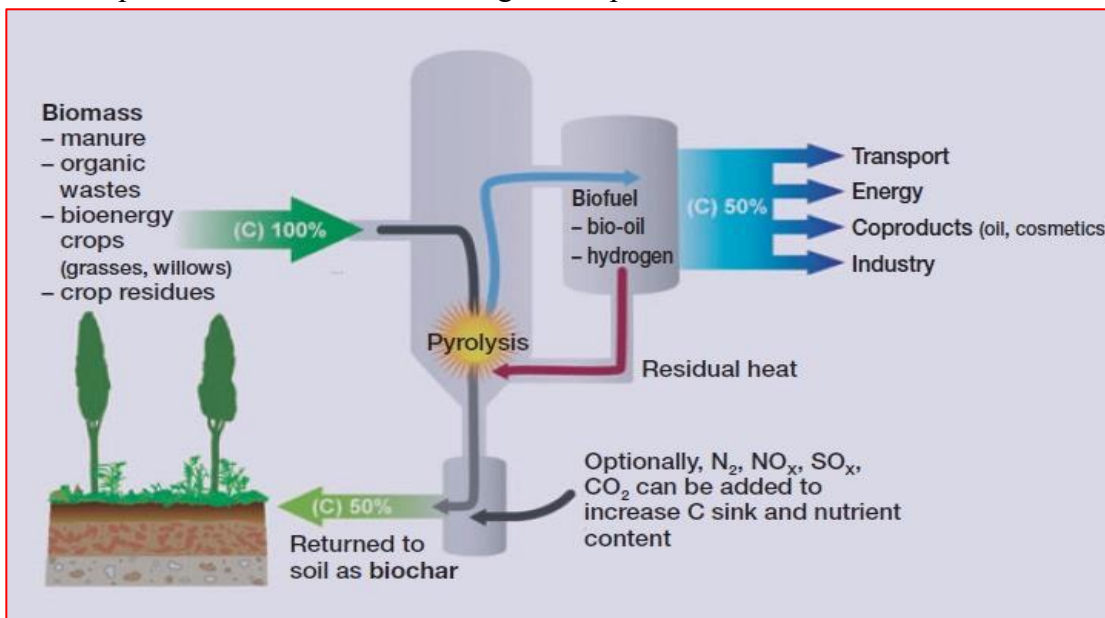 Biomass
– manure
– organic
wastes
– bioenergy
crops
(grasses, willows)
– crop residues
(C) 100%
Pyrolysis
Biofuel
– bio-oil
– hydrogen
(C) 50%
Transport
Energy
Coproducts (oil, cosmetics
Industry
Residual heat
Optionally, N₂, NOₓ, SOₓ,
CO₂ can be added to
increase C sink and nutrient
content
(C) 50%
Returned to
soil as biochar